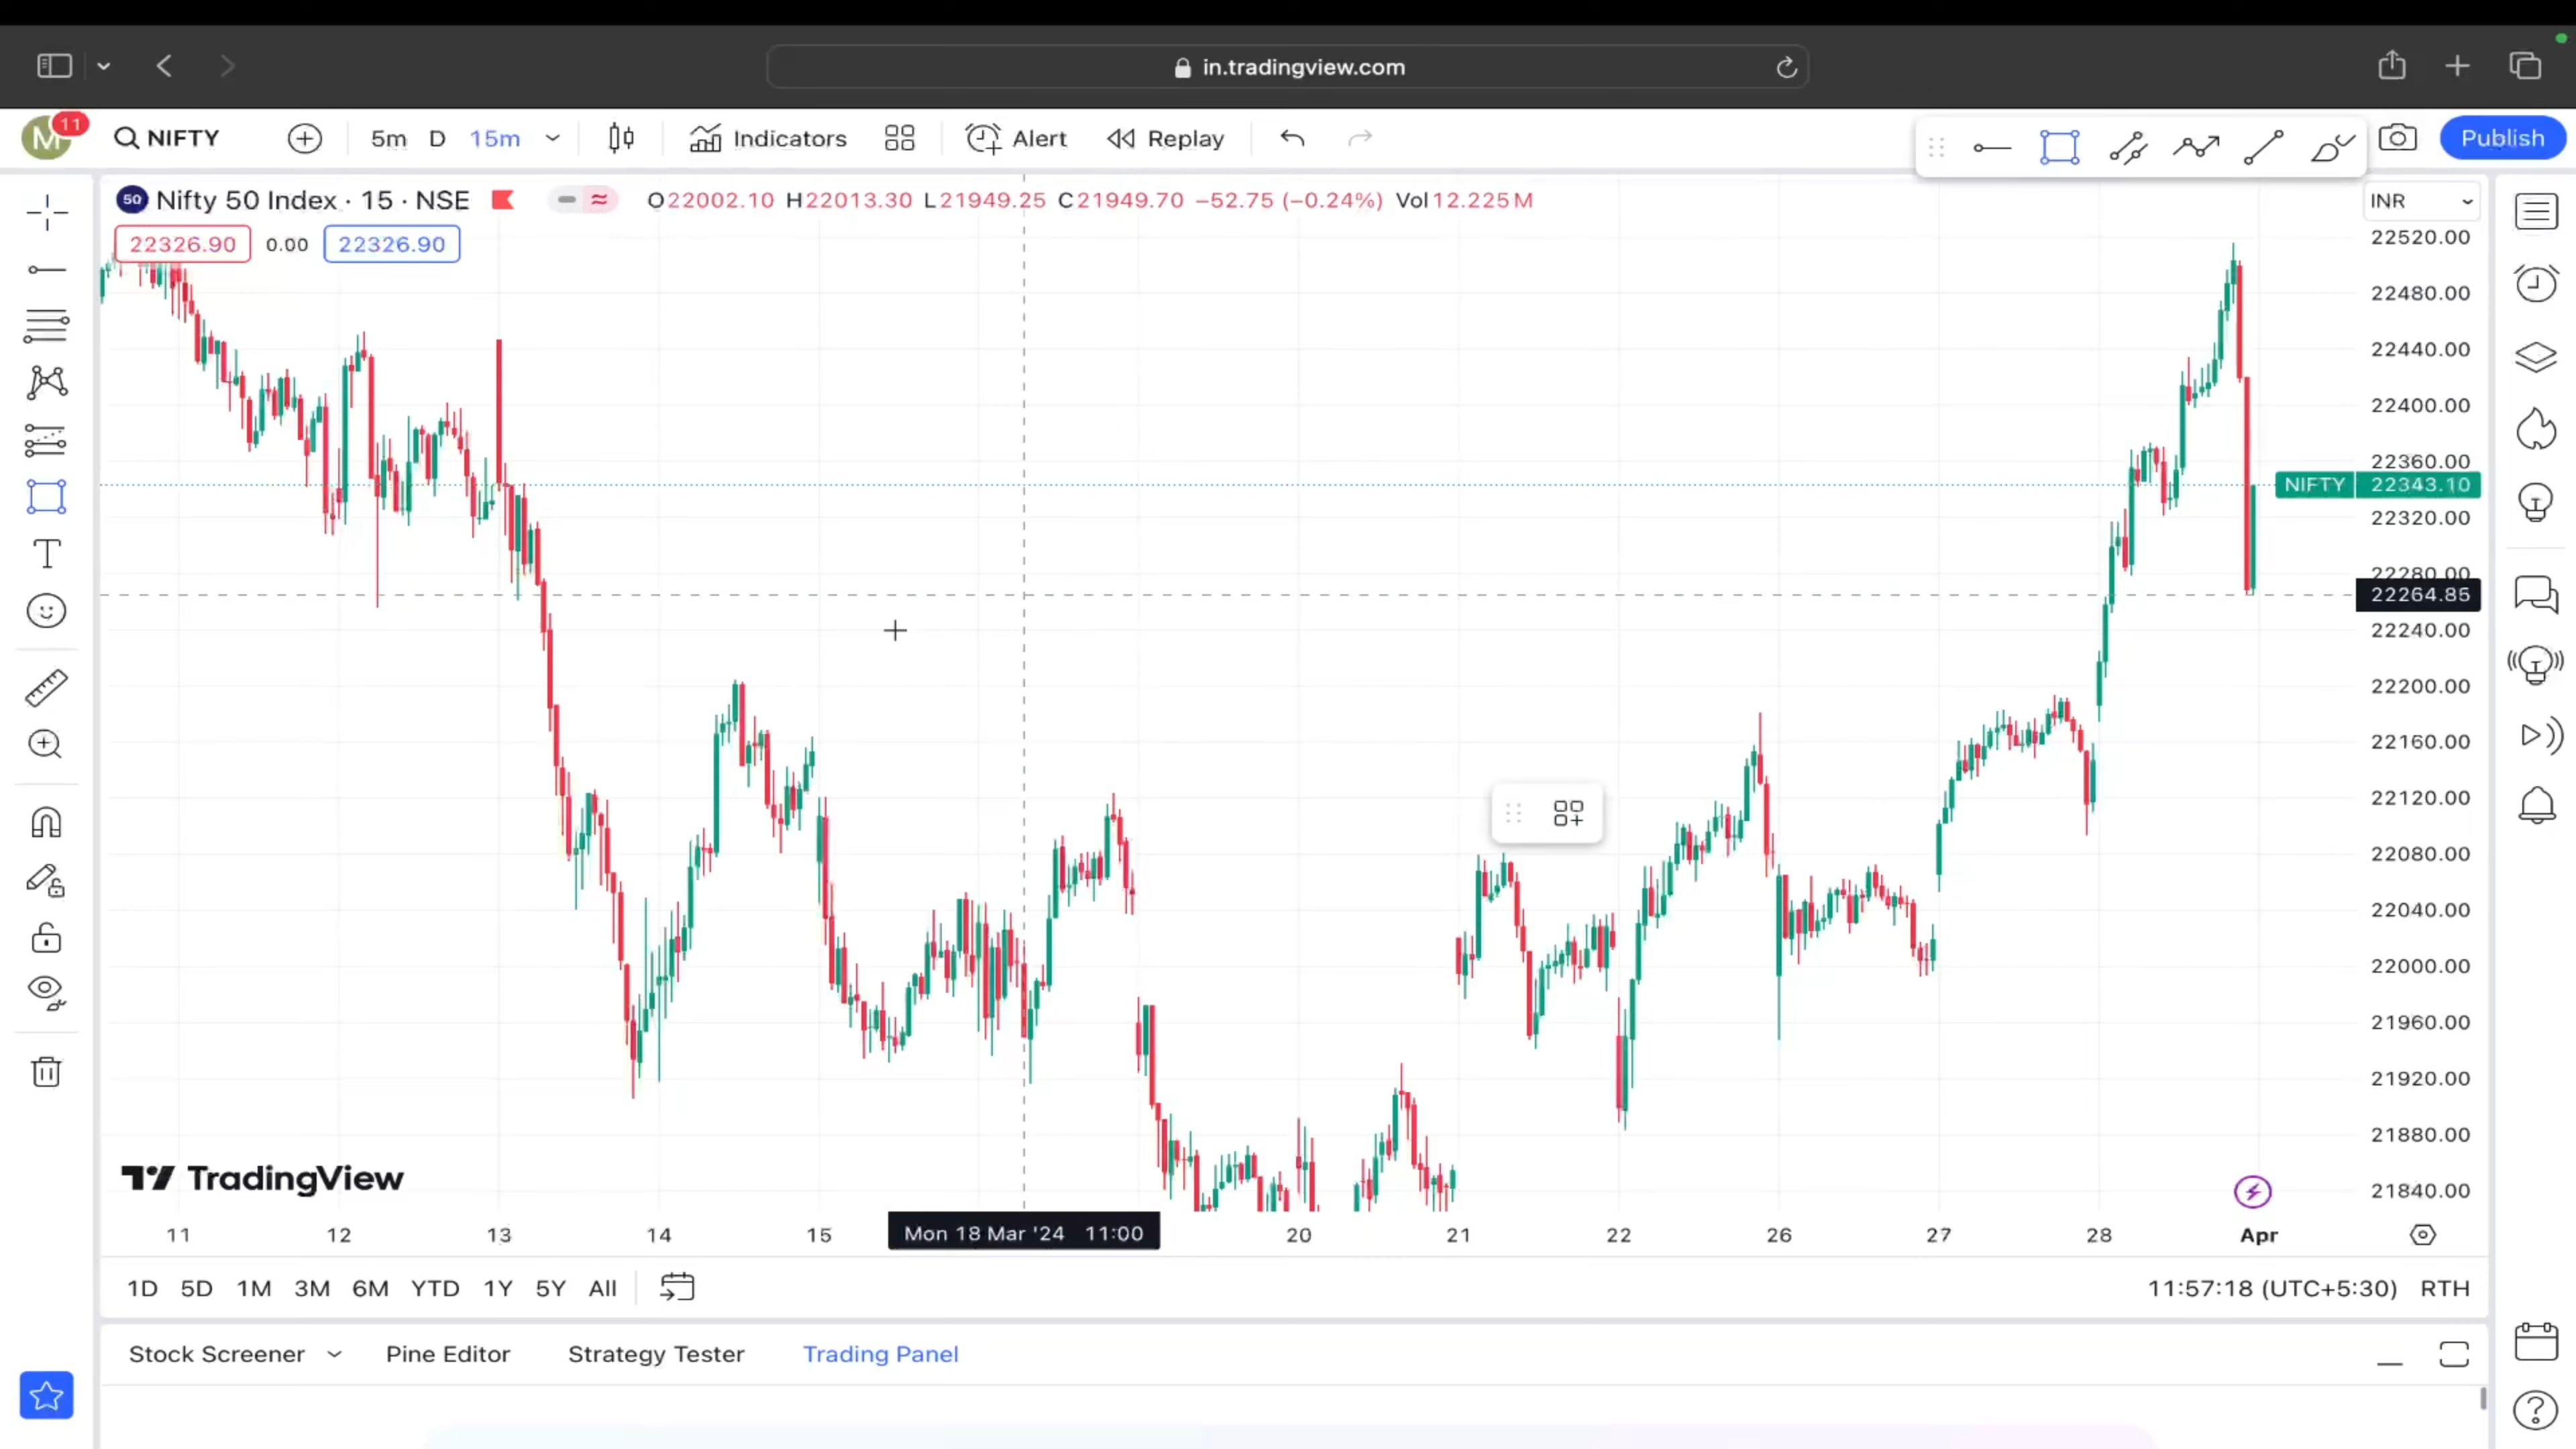 in.tradingview.com
M 11 NIFTY 5m D 15m Indicators Alert Replay Publish
50 Nifty 50 Index · 15 · NSE O22002.10 H22013.30 L21949.25 C21949.70 −52.75 (−0.24%) Vol12.225M INR
22326.90 0.00 22326.90
22520.00
22480.00
22440.00
22400.00
22360.00
NIFTY 22343.10
22320.00
22280.00
22264.85
22240.00
22200.00
22160.00
22120.00
22080.00
22040.00
22000.00
21960.00
21920.00
21880.00
TradingView
21840.00
11 12 13 14 15 Mon 18 Mar '24 11:00 20 21 22 26 27 28 Apr
1D 5D 1M 3M 6M YTD 1Y 5Y All 11:57:18 (UTC+5:30) RTH
Stock Screener Pine Editor Strategy Tester Trading Panel